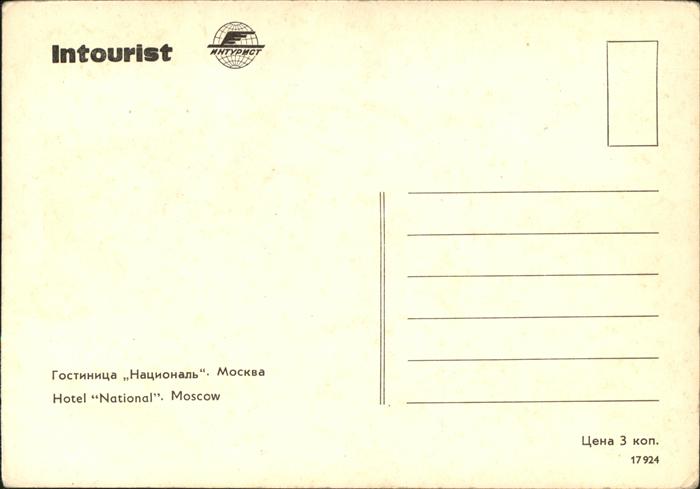 Intourist
ИНТУРИСТ
Гостиница „Националь“. Москва
Hotel “National”. Moscow
Цена 3 коп.
17924